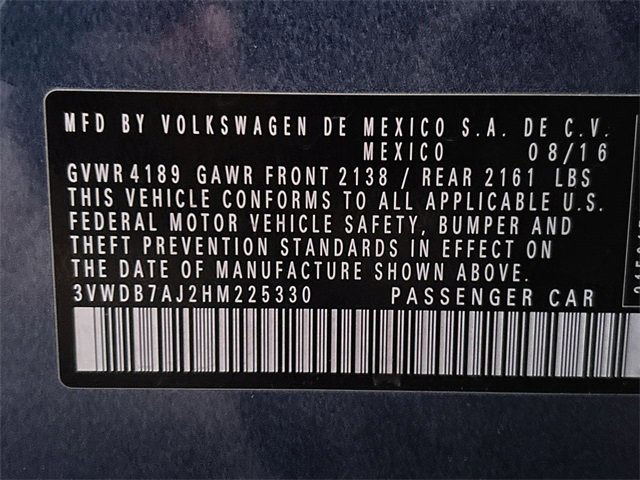 MFD BY VOLKSWAGEN DE MEXICO S.A. DE C.V.
MEXICO 08/16
GVWR 4189 GAWR FRONT 2138 / REAR 2161 LBS
THIS VEHICLE CONFORMS TO ALL APPLICABLE U.S.
FEDERAL MOTOR VEHICLE SAFETY, BUMPER AND
THEFT PREVENTION STANDARDS IN EFFECT ON
THE DATE OF MANUFACTURE SHOWN ABOVE.
3VWDB7AJ2HM225330 PASSENGER CAR